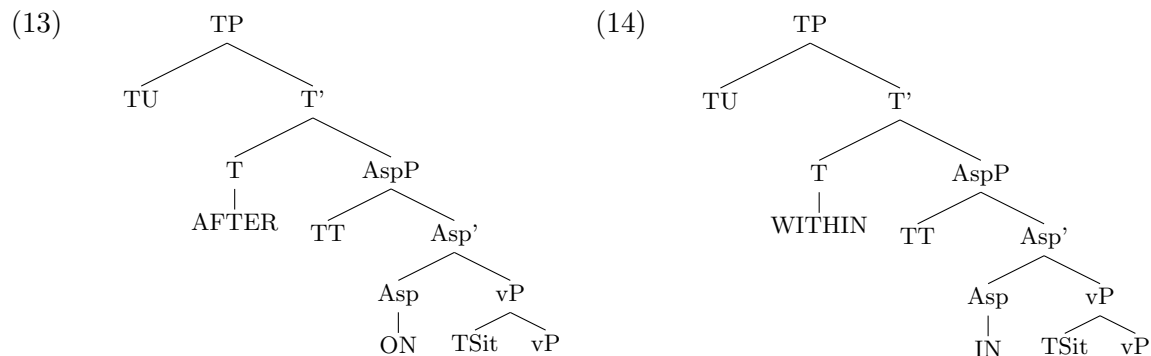 (13) TP (14) TP
TU T' TU T'
T AspP T AspP
AFTER TT Asp' WITHIN TT Asp'
Asp vP Asp vP
ON TSit vP IN TSit vP